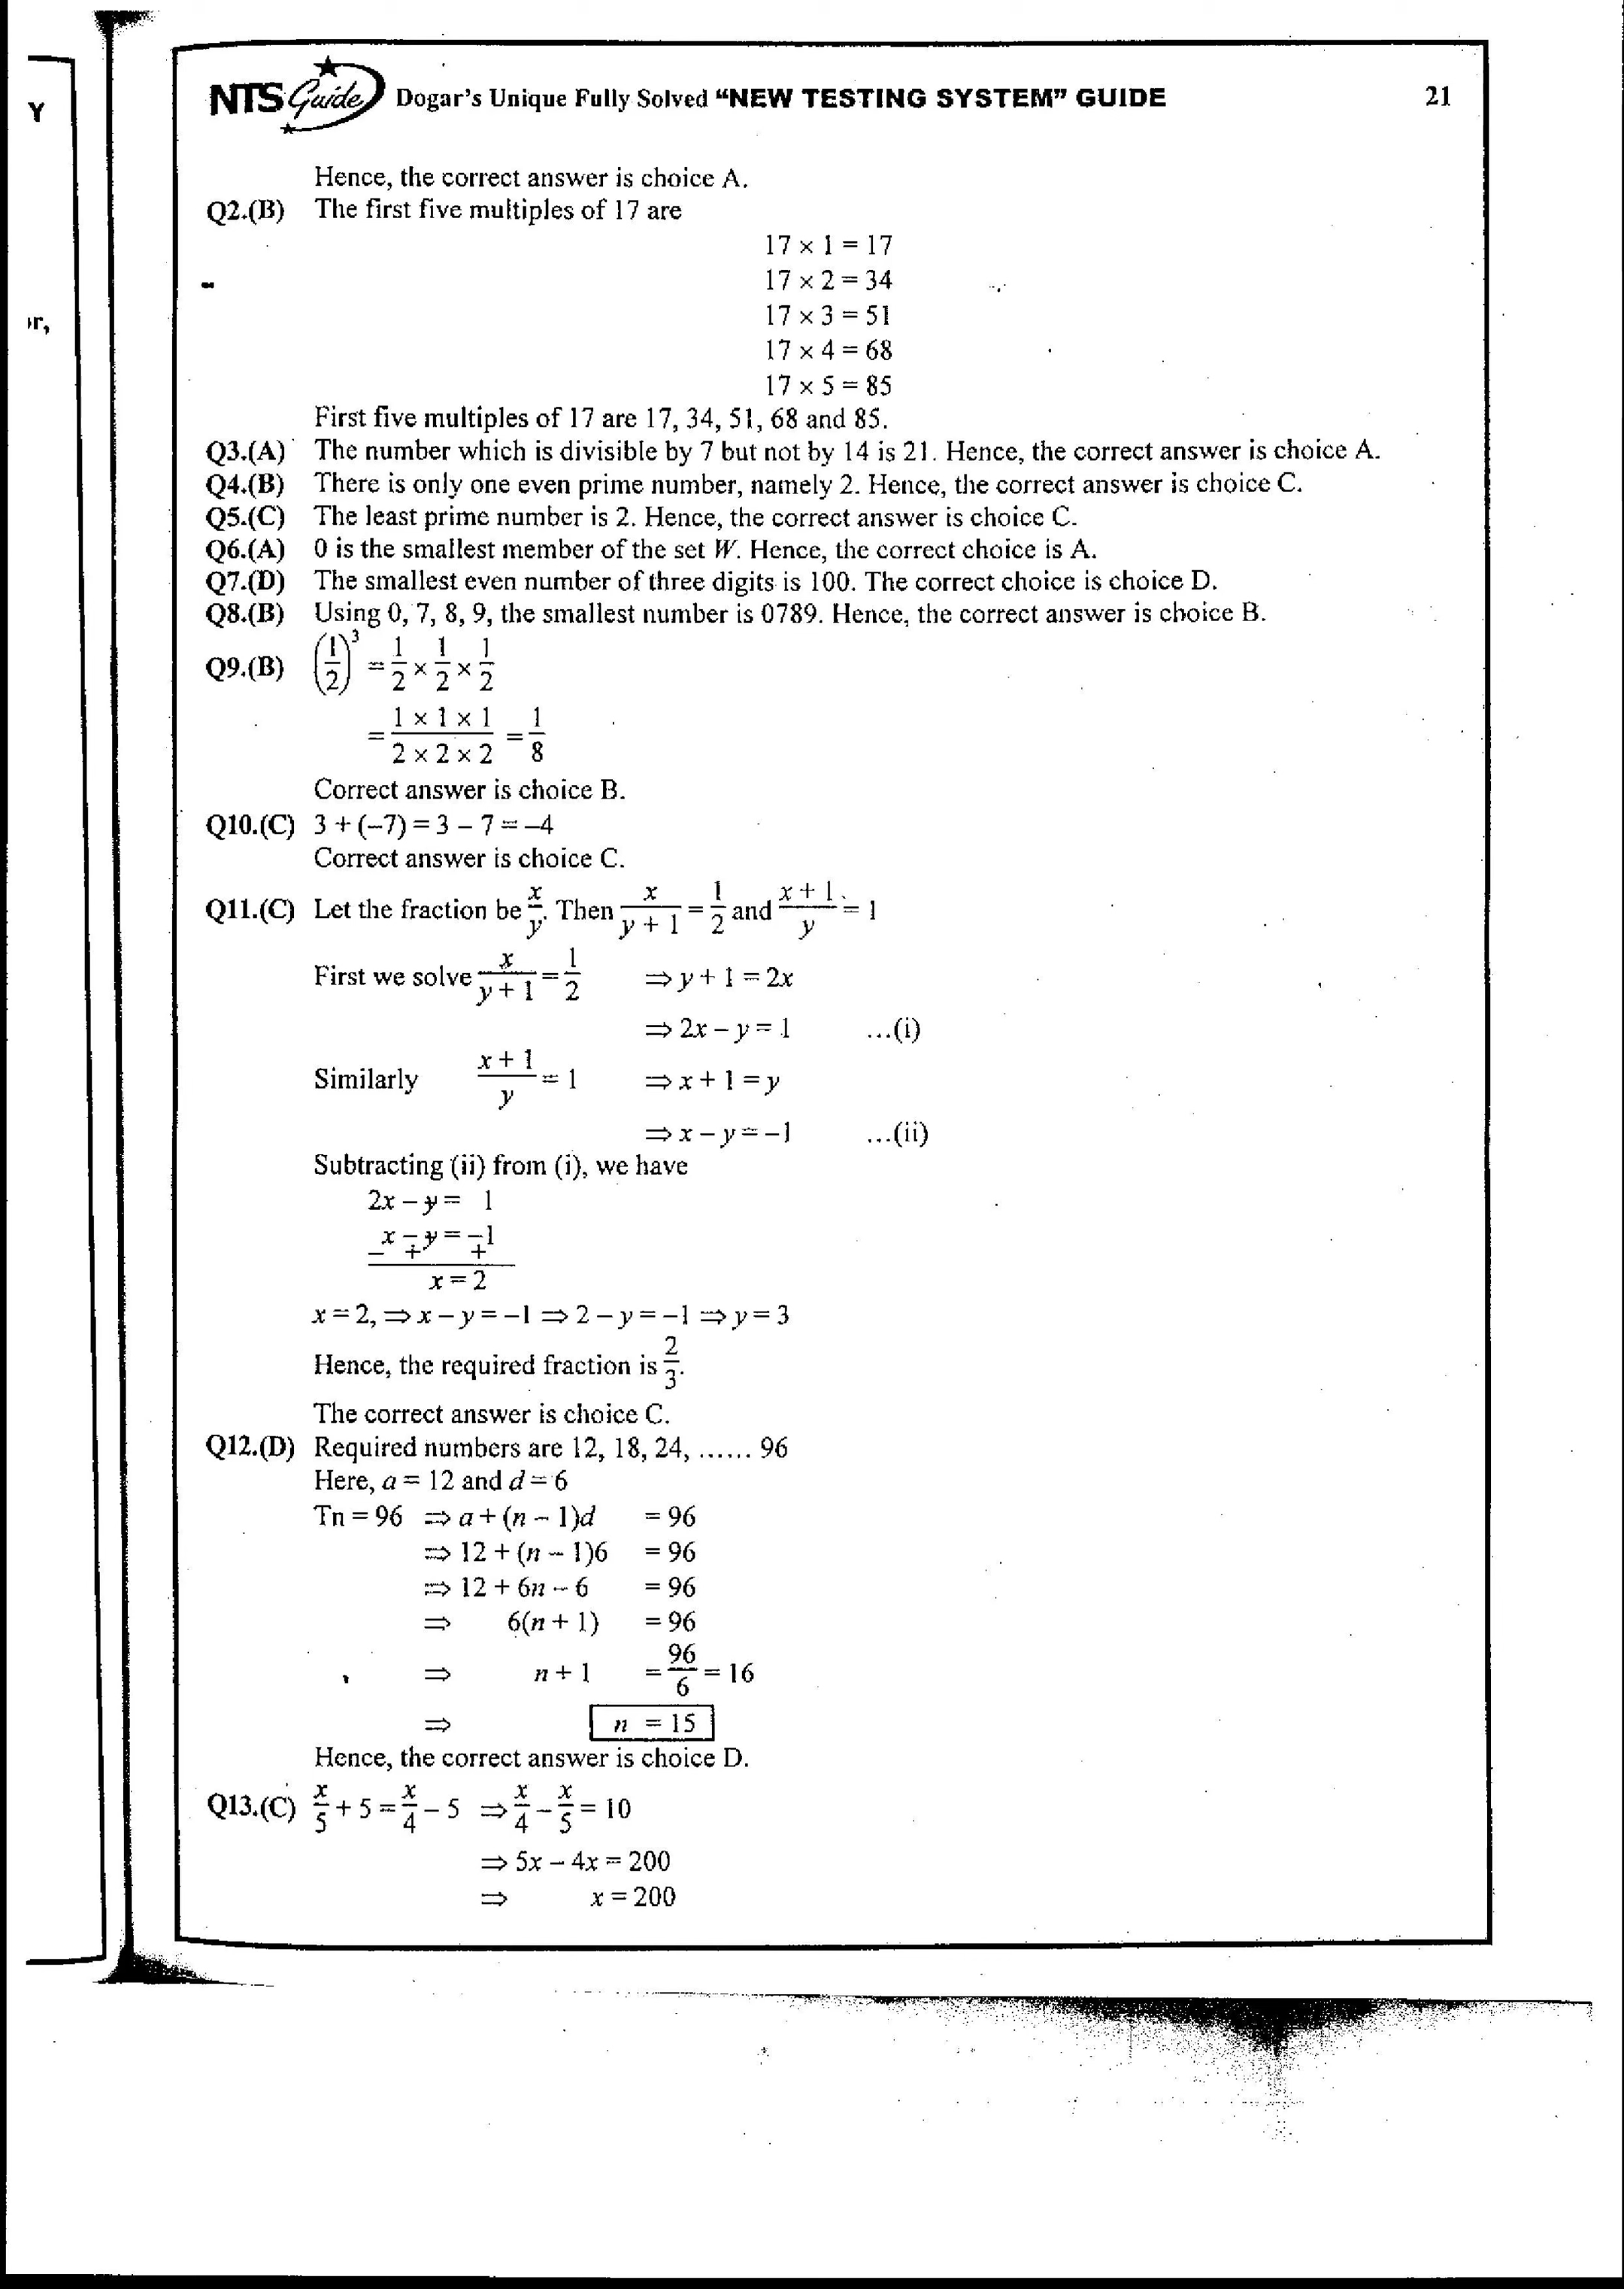 Y
r,
NTS Guide Dogar's Unique Fully Solved "NEW TESTING SYSTEM" GUIDE 21
Hence, the correct answer is choice A.
Q2.(B) The first five multiples of 17 are
17 × 1 = 17
17 × 2 = 34
17 × 3 = 51
17 × 4 = 68
17 × 5 = 85
First five multiples of 17 are 17, 34, 51, 68 and 85.
Q3.(A) The number which is divisible by 7 but not by 14 is 21. Hence, the correct answer is choice A.
Q4.(B) There is only one even prime number, namely 2. Hence, the correct answer is choice C.
Q5.(C) The least prime number is 2. Hence, the correct answer is choice C.
Q6.(A) 0 is the smallest member of the set W. Hence, the correct choice is A.
Q7.(D) The smallest even number of three digits is 100. The correct choice is choice D.
Q8.(B) Using 0, 7, 8, 9, the smallest number is 0789. Hence, the correct answer is choice B.
Q9.(B) (1/2)³ = 1/2 × 1/2 × 1/2
= (1 × 1 × 1)/(2 × 2 × 2) = 1/8
Correct answer is choice B.
Q10.(C) 3 + (–7) = 3 – 7 = –4
Correct answer is choice C.
Q11.(C) Let the fraction be x/y. Then x/(y + 1) = 1/2 and (x + 1)/y = 1
First we solve x/(y + 1) = 1/2 ⇒ y + 1 = 2x
⇒ 2x – y = 1 ...(i)
Similarly (x + 1)/y = 1 ⇒ x + 1 = y
⇒ x – y = –1 ...(ii)
Subtracting (ii) from (i), we have
2x – y = 1
x – y = –1
– + +
x = 2
x = 2, ⇒ x – y = –1 ⇒ 2 – y = –1 ⇒ y = 3
Hence, the required fraction is 2/3.
The correct answer is choice C.
Q12.(D) Required numbers are 12, 18, 24, ...... 96
Here, a = 12 and d = 6
Tn = 96 ⇒ a + (n – 1)d = 96
⇒ 12 + (n – 1)6 = 96
⇒ 12 + 6n – 6 = 96
⇒ 6(n + 1) = 96
⇒ n + 1 = 96/6 = 16
⇒ n = 15
Hence, the correct answer is choice D.
Q13.(C) x/5 + 5 = x/4 – 5 ⇒ x/4 – x/5 = 10
⇒ 5x – 4x = 200
⇒ x = 200